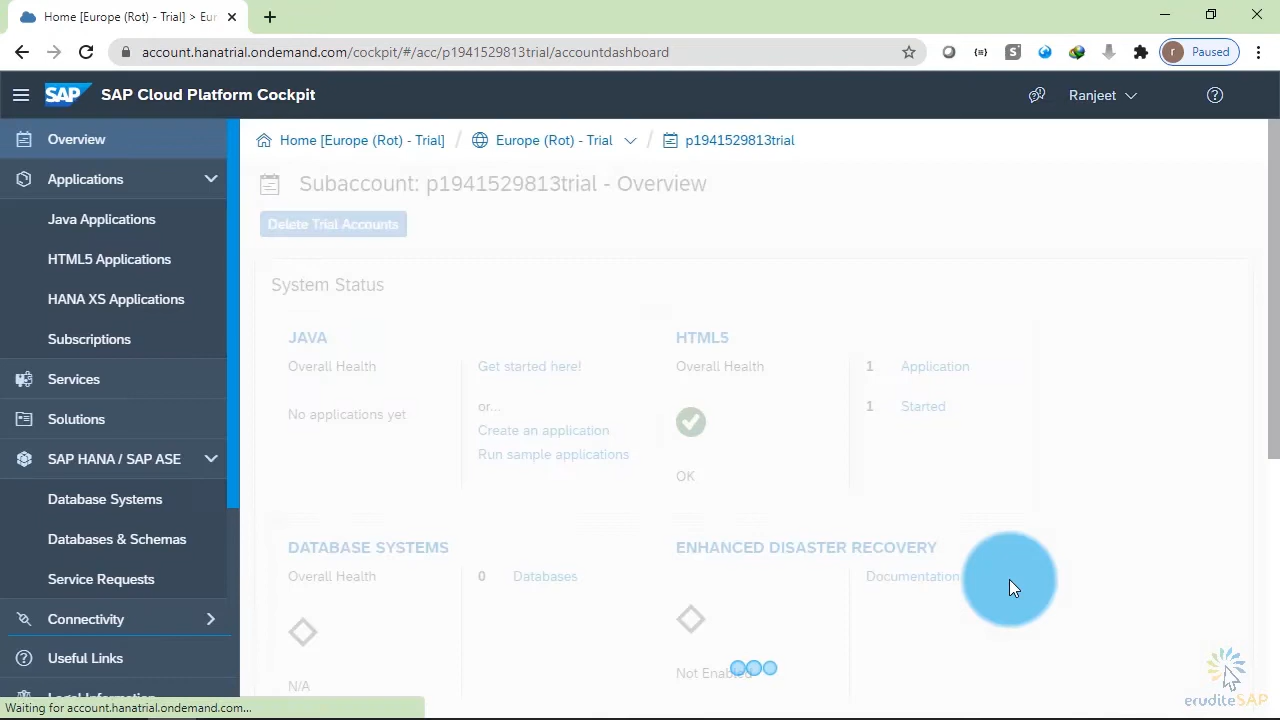 Home [Europe (Rot) - Trial] > Eur
account.hanatrial.ondemand.com/cockpit/#/acc/p1941529813trial/accountdashboard
r Paused
SAP SAP Cloud Platform Cockpit
Ranjeet
Overview
Applications
Java Applications
HTML5 Applications
HANA XS Applications
Subscriptions
Services
Solutions
SAP HANA / SAP ASE
Database Systems
Databases & Schemas
Service Requests
Connectivity
Useful Links
Legal Information
Home [Europe (Rot) - Trial] / Europe (Rot) - Trial / p1941529813trial
Subaccount: p1941529813trial - Overview
Delete Trial Accounts
System Status
JAVA
Overall Health
No applications yet
Get started here!
or...
Create an application
Run sample applications
HTML5
Overall Health
OK
1 Application
1 Started
DATABASE SYSTEMS
Overall Health
N/A
0 Databases
ENHANCED DISASTER RECOVERY
Documentation
Not Enabled
Waiting for account.hanatrial.ondemand.com...
eruditeSAP